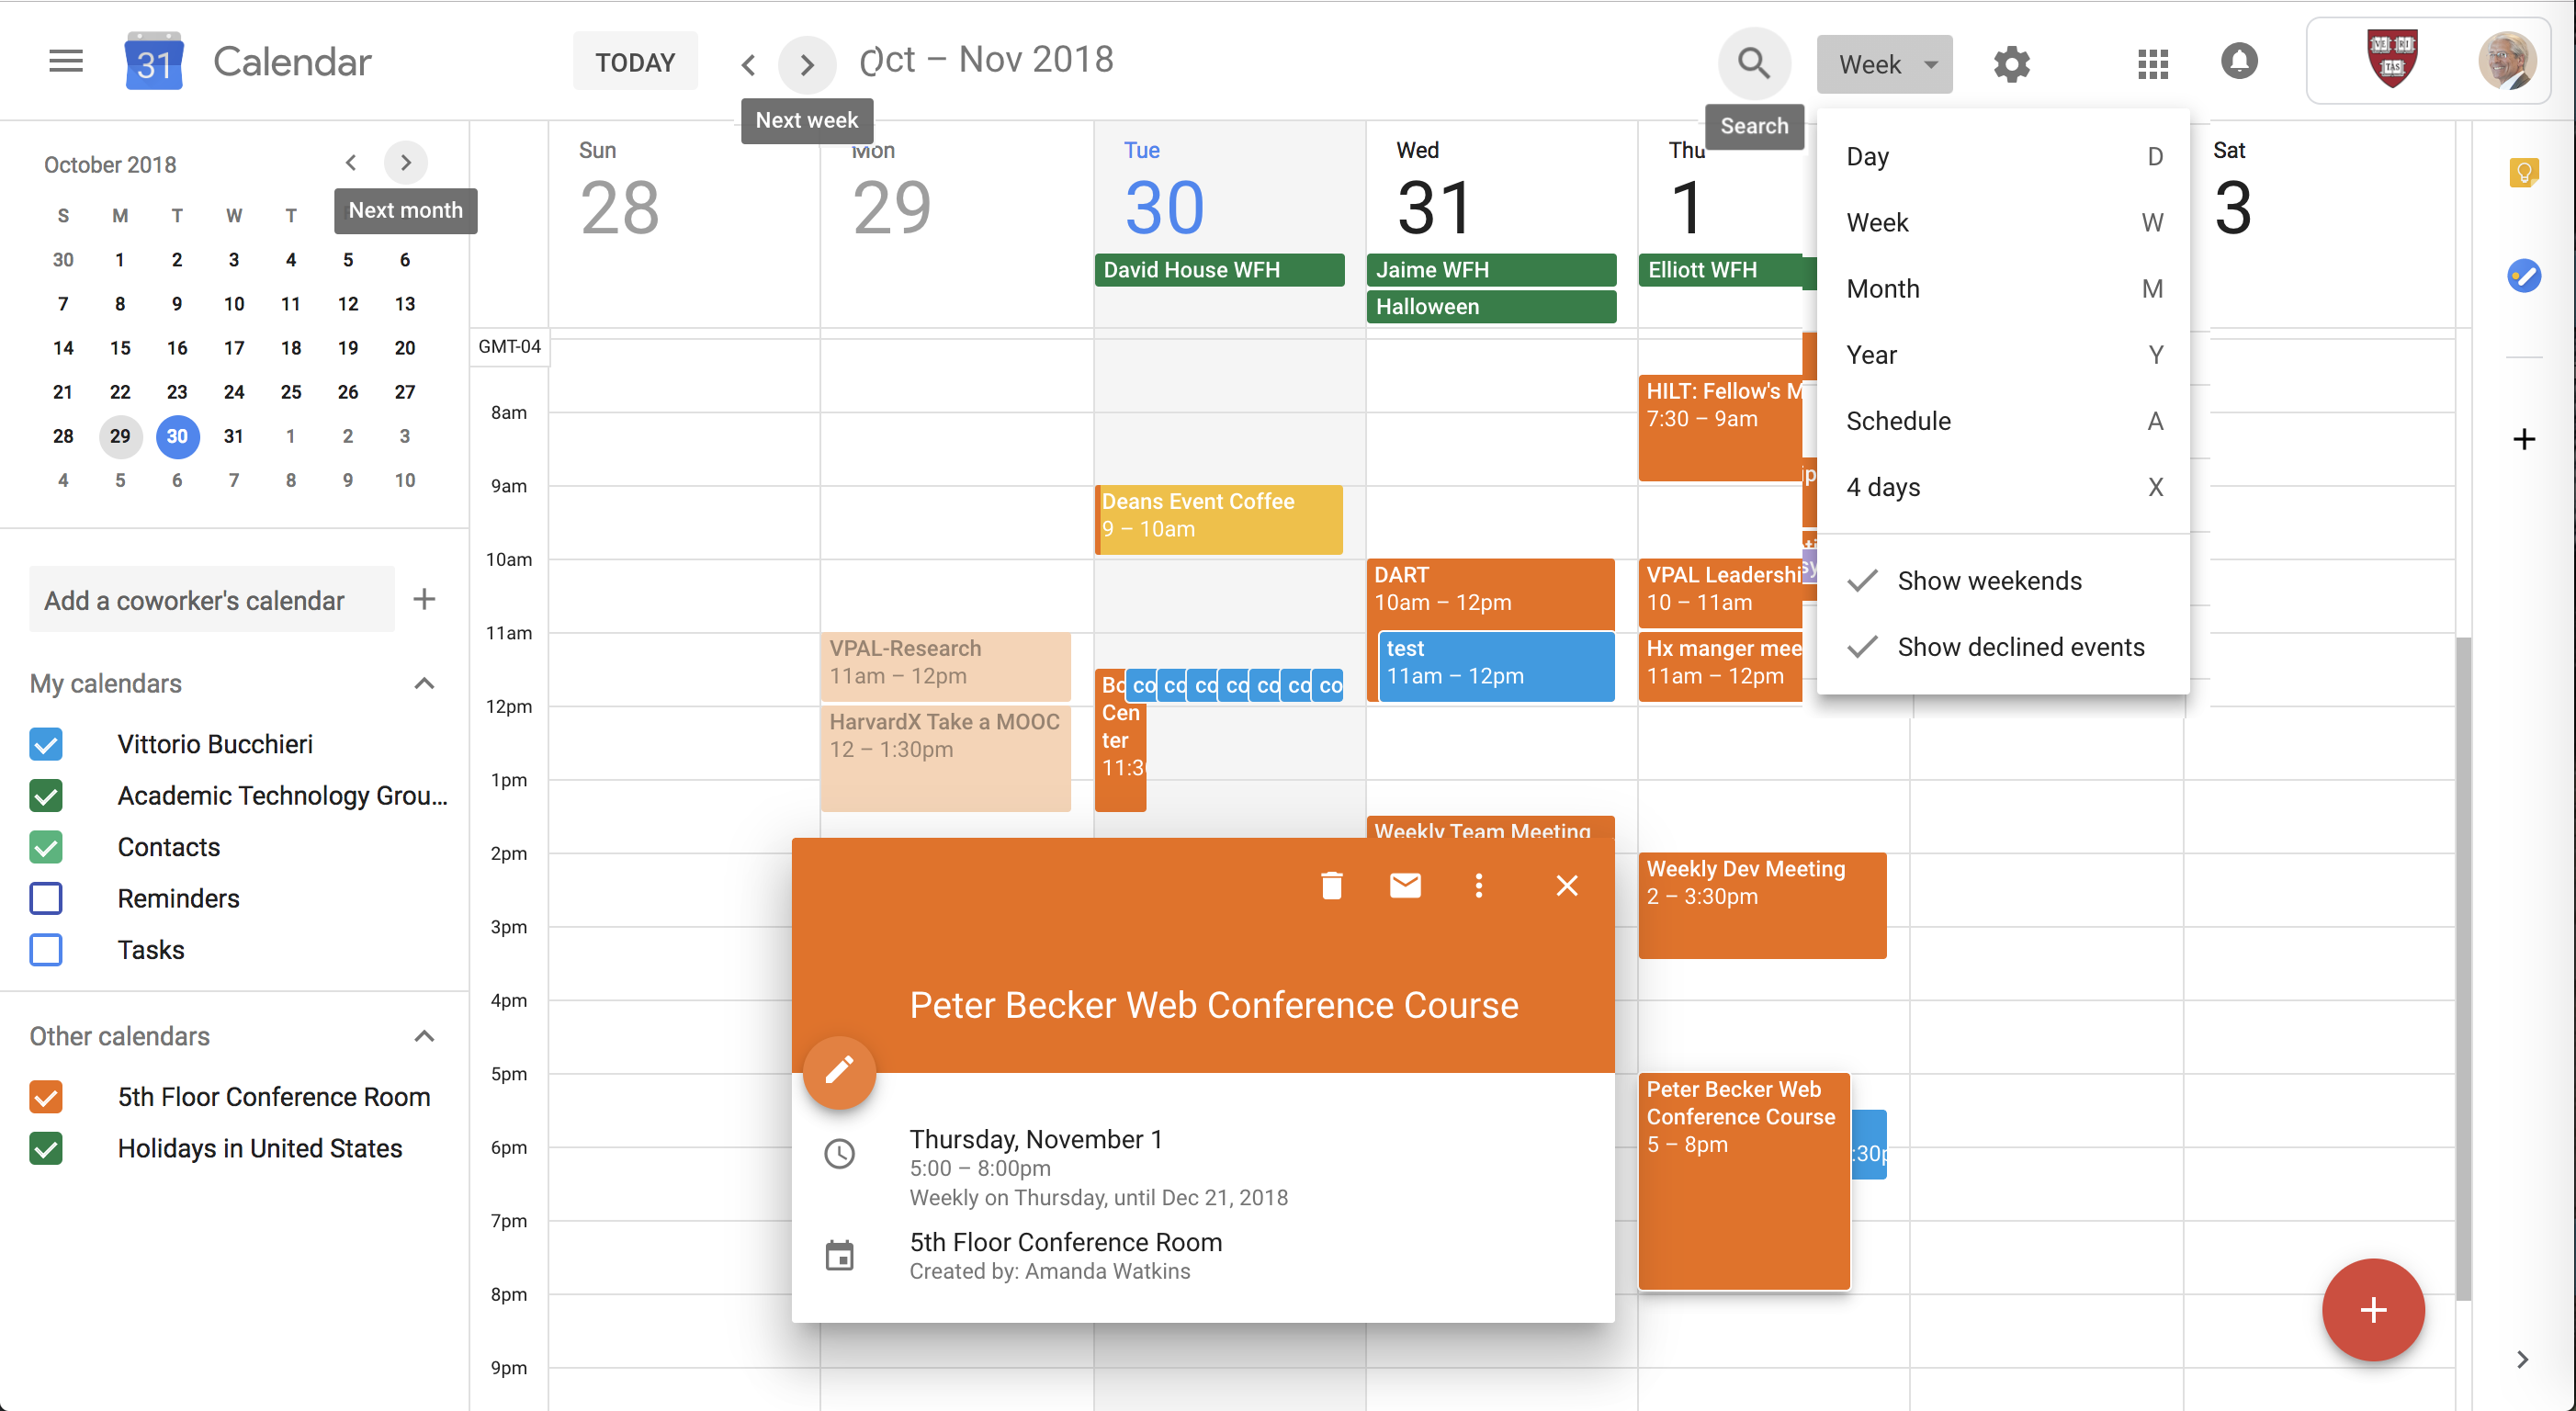 31 Calendar
TODAY
Oct – Nov 2018
Week
Next week
Search
October 2018
Next month
S M T W T
30 1 2 3 4 5 6
7 8 9 10 11 12 13
14 15 16 17 18 19 20
21 22 23 24 25 26 27
28 29 30 31 1 2 3
4 5 6 7 8 9 10
Add a coworker's calendar
My calendars
Vittorio Bucchieri
Academic Technology Grou...
Contacts
Reminders
Tasks
Other calendars
5th Floor Conference Room
Holidays in United States
Sun
28
Mon
29
Tue
30
Wed
31
Thu
1
Sat
3
David House WFH
Jaime WFH
Halloween
Elliott WFH
GMT-04
8am
9am
10am
11am
12pm
1pm
2pm
3pm
4pm
5pm
6pm
7pm
8pm
9pm
VPAL-Research
11am – 12pm
HarvardX Take a MOOC
12 – 1:30pm
Deans Event Coffee
9 – 10am
Bo co co co co co co co
Cen
ter
11:3
DART
10am – 12pm
test
11am – 12pm
Weekly Team Meeting
HILT: Fellow's M
7:30 – 9am
VPAL Leadershi
10 – 11am
Hx manger mee
11am – 12pm
Weekly Dev Meeting
2 – 3:30pm
Peter Becker Web
Conference Course
5 – 8pm
:30p
Day D
Week W
Month M
Year Y
Schedule A
4 days X
Show weekends
Show declined events
Peter Becker Web Conference Course
Thursday, November 1
5:00 – 8:00pm
Weekly on Thursday, until Dec 21, 2018
5th Floor Conference Room
Created by: Amanda Watkins